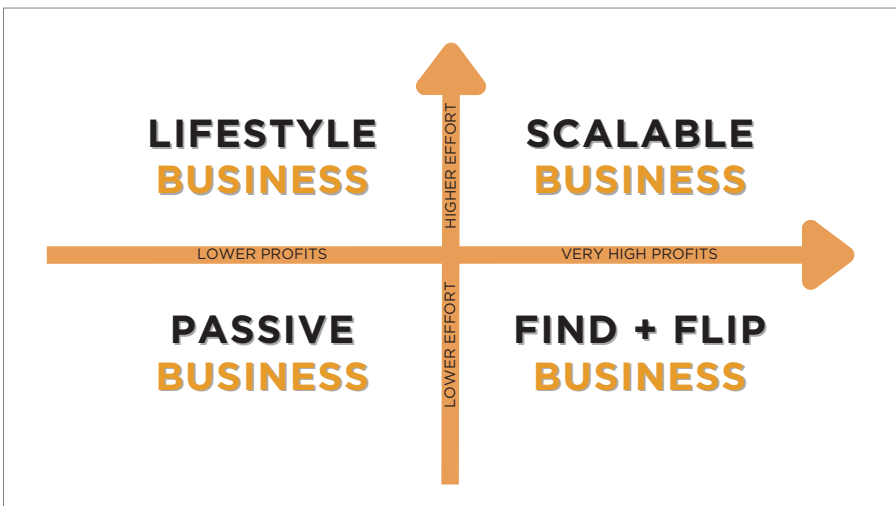 LIFESTYLE
BUSINESS
SCALABLE
BUSINESS
HIGHER EFFORT
LOWER PROFITS
VERY HIGH PROFITS
LOWER EFFORT
PASSIVE
BUSINESS
FIND + FLIP
BUSINESS